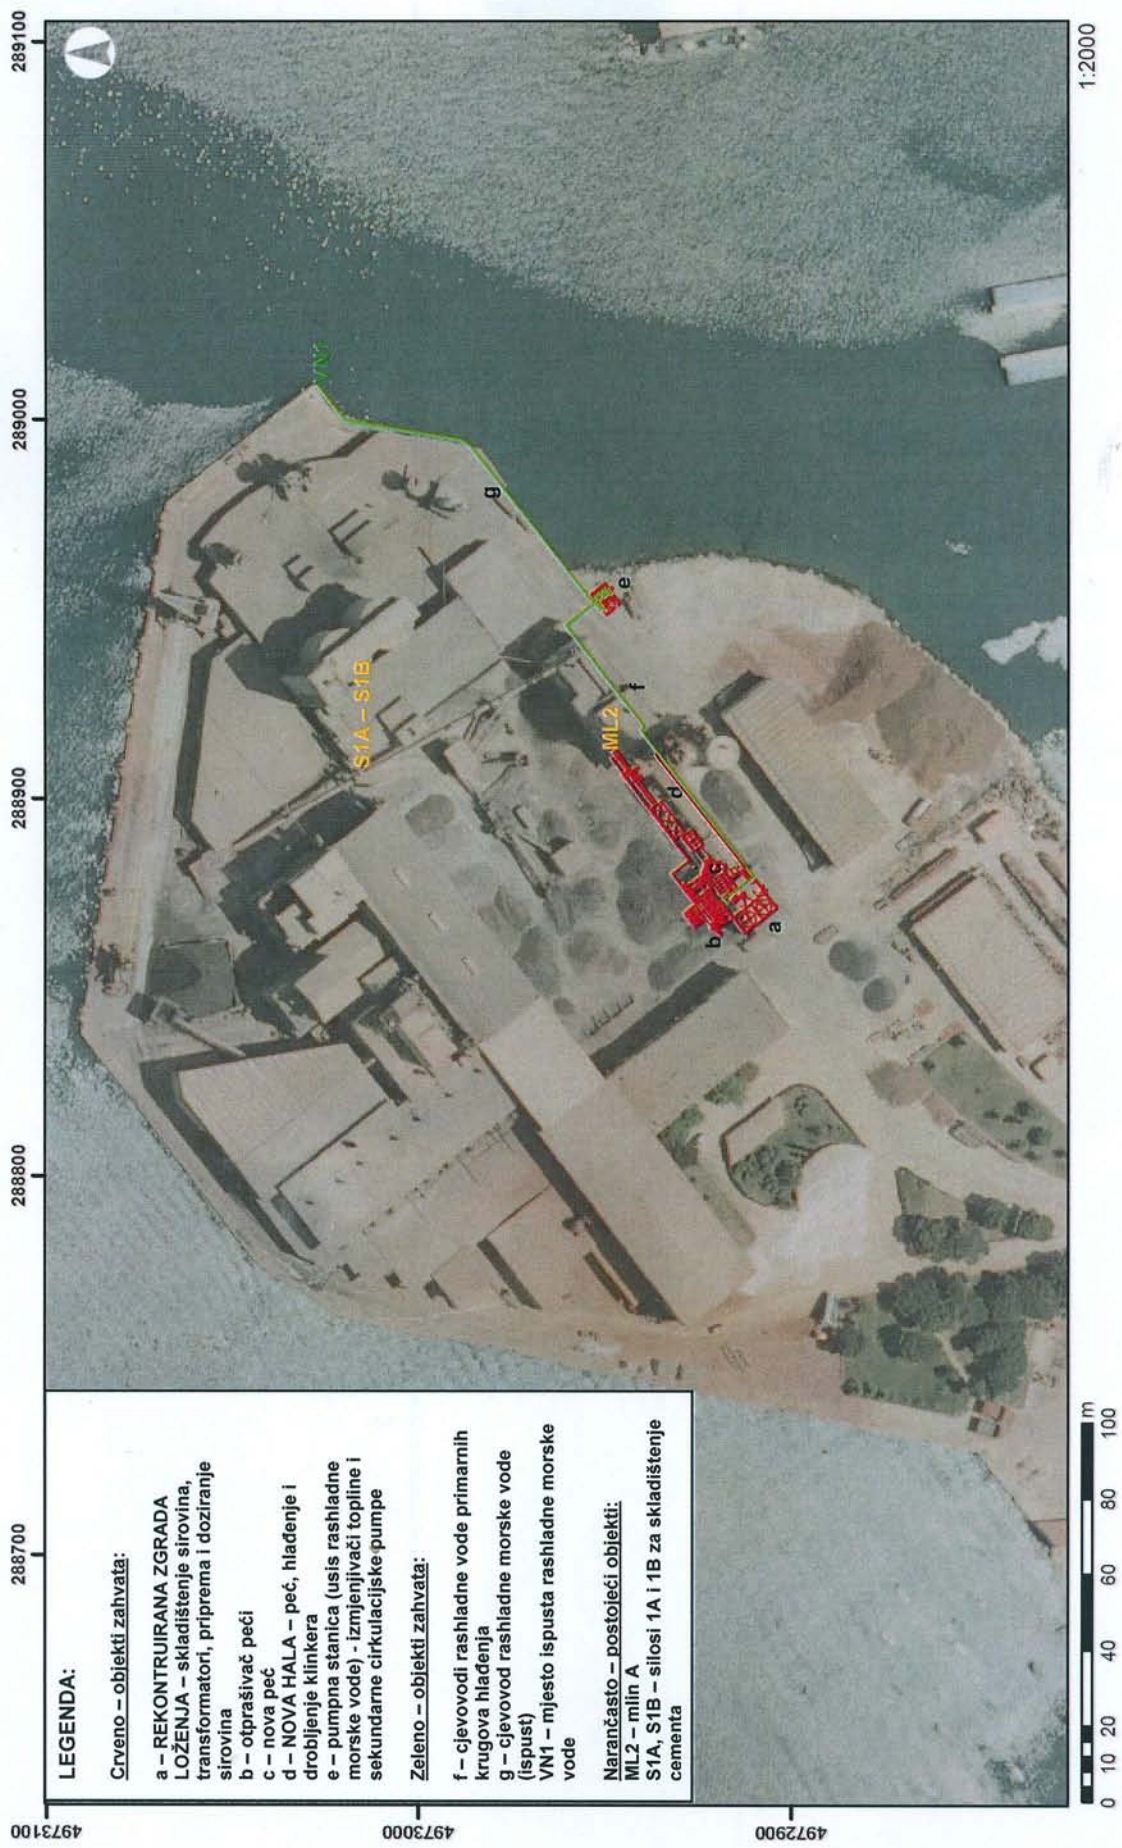 LEGENDA:
Crveno – objekti zahvata:
a – REKONTRUIRANA ZGRADA
LOŽENJA – skladištenje sirovina,
transformatori, priprema i doziranje
sirovina
b – otprašivač peći
c – nova peć
d – NOVA HALA – peć, hlađenje i
drobljenje klinkera
e – pumpna stanica (usis rashladne
morske vode) - izmjenjivači topline i
sekundarne cirkulacijske pumpe
Zeleno – objekti zahvata:
f – cjevovodi rashladne vode primarnih
krugova hlađenja
g – cjevovod rashladne morske vode
(ispust)
VN1 – mjesto ispusta rashladne morske
vode
Narančasto – postojeći objekti:
ML2 – mlin A
S1A, S1B – silosi 1A i 1B za skladištenje
cementa
288700
288800
288900
289000
289100
4973100
4973000
4972900
S1A – S1B
VN1
g
e
f
ML2
d
c
b
a
0 10 20 40 60 80 100
m
1:2000